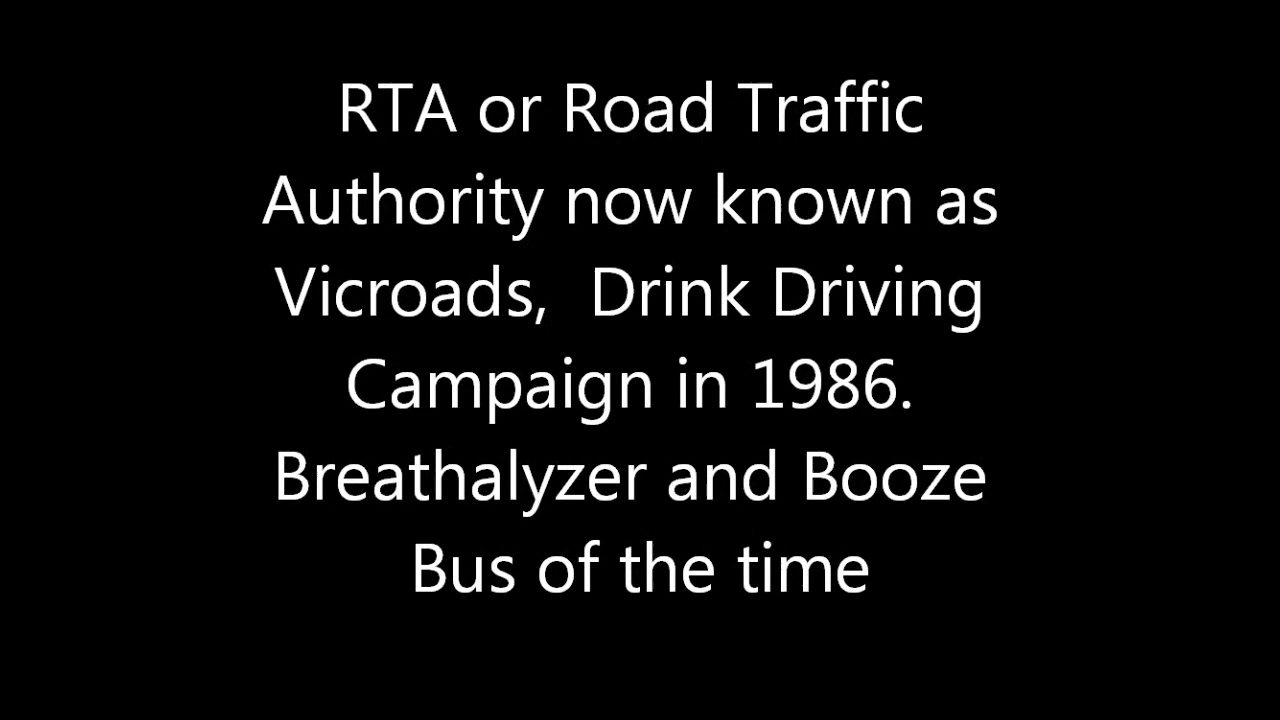 RTA or Road Traffic
Authority now known as
Vicroads,  Drink Driving
Campaign in 1986.
Breathalyzer and Booze
Bus of the time